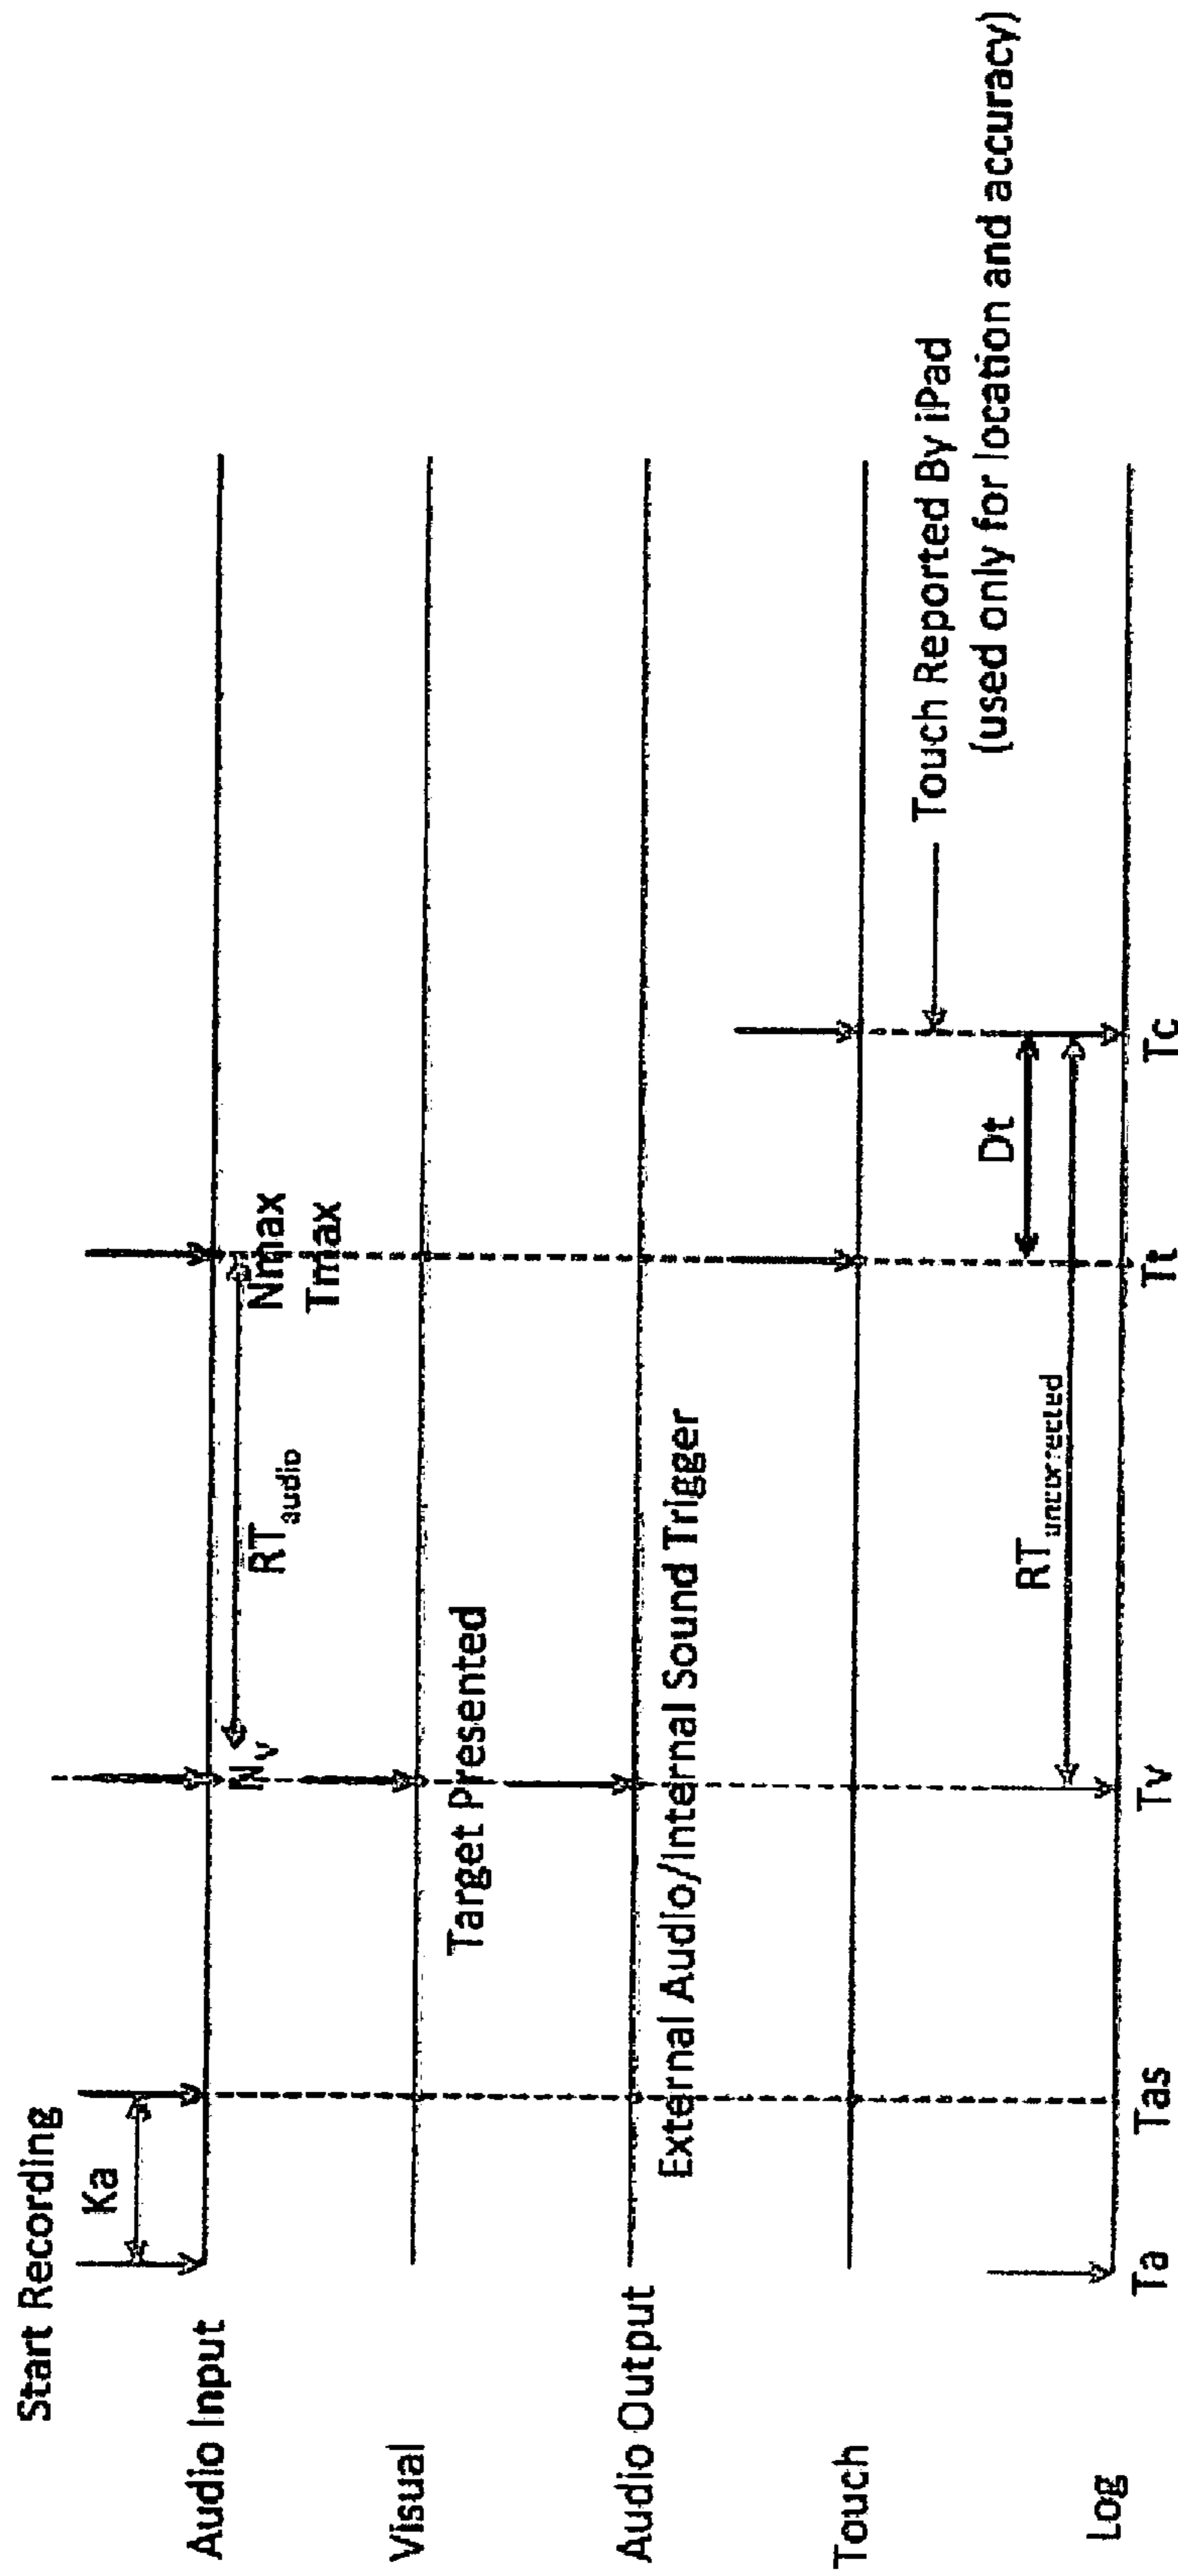 Start Recording
Ka
Audio Input
Nv
RTaudio
Nmax
Tmax
Visual
Target Presented
Audio Output
External Audio/Internal Sound Trigger
Touch
Touch Reported By iPad
(used only for location and accuracy)
Dt
RTuncorrected
Log
Ta
Tas
Tv
Tt
Tc